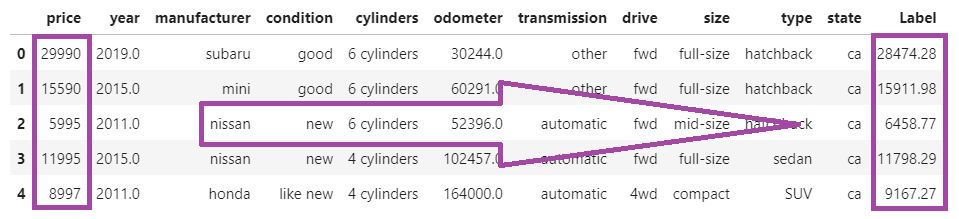 price year manufacturer condition cylinders odometer transmission drive size type state Label
0 29990 2019.0 subaru good 6 cylinders 30244.0 other fwd full-size hatchback ca 28474.28
1 15590 2015.0 mini good 6 cylinders 60291.0 other fwd full-size hatchback ca 15911.98
2 5995 2011.0 nissan new 6 cylinders 52396.0 automatic fwd mid-size hatchback ca 6458.77
3 11995 2015.0 nissan new 4 cylinders 102457.0 automatic fwd full-size sedan ca 11798.29
4 8997 2011.0 honda like new 4 cylinders 164000.0 automatic 4wd compact SUV ca 9167.27